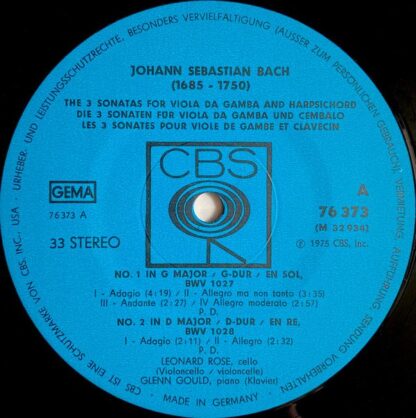 URHEBER- UND LEISTUNGSSCHUTZRECHTE, BESONDERS VERVIELFÄLTIGUNG (AUSSER ZUM PERSÖNLICHEN GEBRAUCH), VERMIETUNG, AUFFÜHRUNG, SENDUNG VORBEHALTEN
JOHANN SEBASTIAN BACH
(1685 - 1750)
THE 3 SONATAS FOR VIOLA DA GAMBA AND HARPSICHORD
DIE 3 SONATEN FÜR VIOLA DA GAMBA UND CEMBALO
LES 3 SONATES POUR VIOLE DE GAMBE ET CLAVECIN
CBS
GEMA
76 373 A
33 STEREO
A
76 373
(M 32 934)
℗ 1975 CBS, Inc.
NO. 1 IN G MAJOR / G-DUR / EN SOL,
BWV 1027
I - Adagio (4:19) / II - Allegro ma non tanto (3:35)
III - Andante (2:27) / IV Allegro moderato (2:57)
P. D.
NO. 2 IN D MAJOR / D-DUR / EN RE,
BWV 1028
I - Adagio (2:11) / II - Allegro (2:32)
P. D.
LEONARD ROSE, cello
(Violoncello / violoncelle)
GLENN GOULD, piano (Klavier)
MADE IN GERMANY
CBS IST EINE SCHUTZMARKE VON CBS, INC., USA